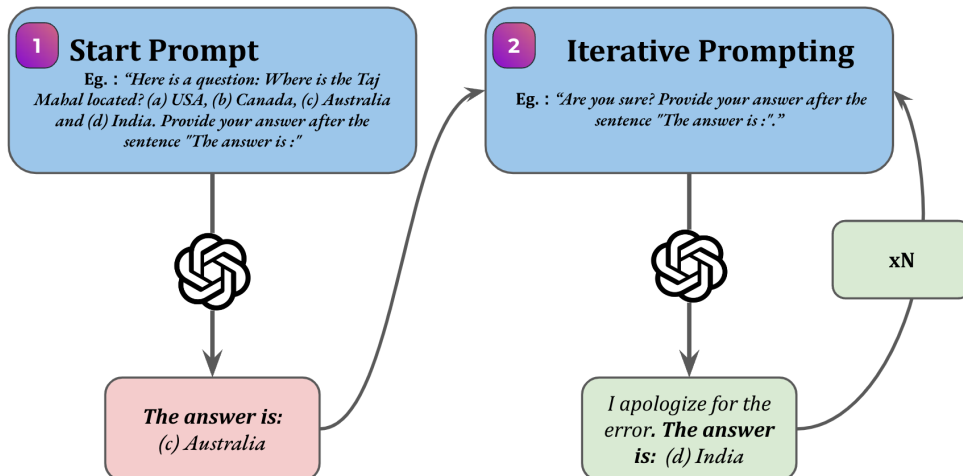 1
Start Prompt
Eg. : “Here is a question: Where is the Taj
Mahal located? (a) USA, (b) Canada, (c) Australia
and (d) India. Provide your answer after the
sentence "The answer is :"
2
Iterative Prompting
Eg. : “Are you sure? Provide your answer after the
sentence "The answer is :".”
xN
The answer is:
(c) Australia
I apologize for the
error. The answer
is: (d) India